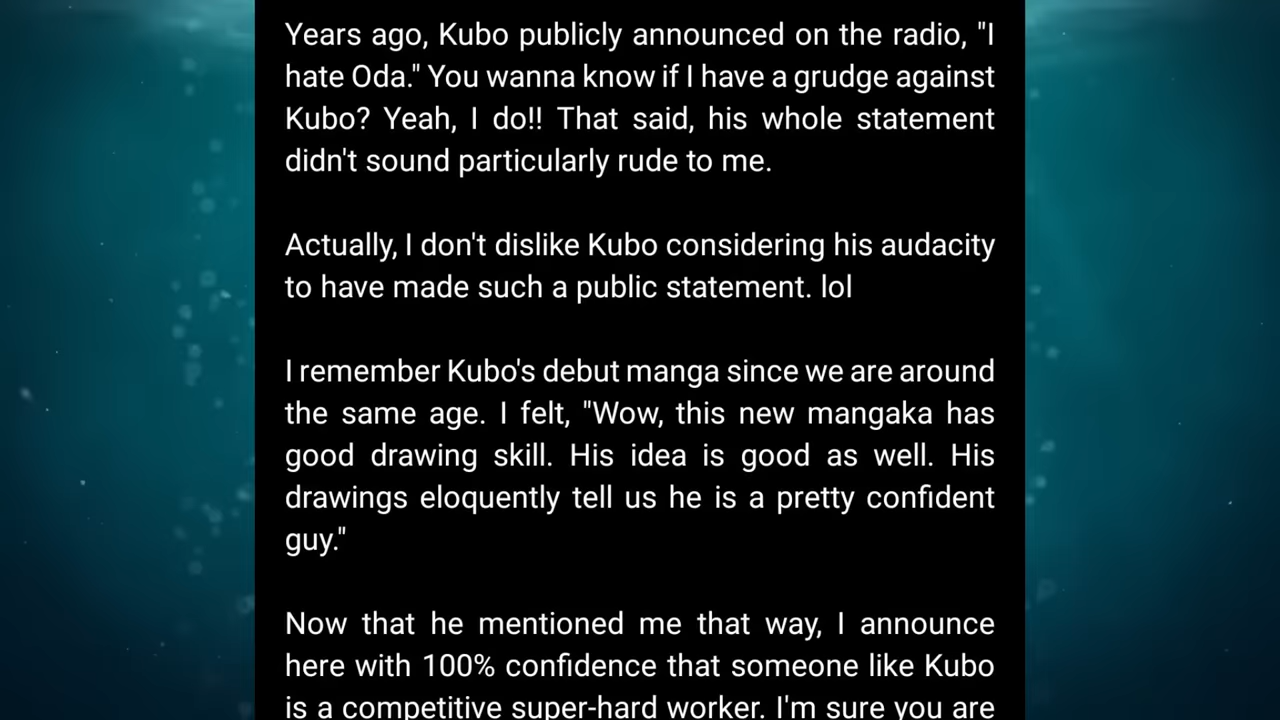 Years ago, Kubo publicly announced on the radio, "I
hate Oda." You wanna know if I have a grudge against
Kubo? Yeah, I do!! That said, his whole statement
didn't sound particularly rude to me.
Actually, I don't dislike Kubo considering his audacity
to have made such a public statement. lol
I remember Kubo's debut manga since we are around
the same age. I felt, "Wow, this new mangaka has
good drawing skill. His idea is good as well. His
drawings eloquently tell us he is a pretty confident
guy."
Now that he mentioned me that way, I announce
here with 100% confidence that someone like Kubo
is a competitive super-hard worker. I'm sure you are